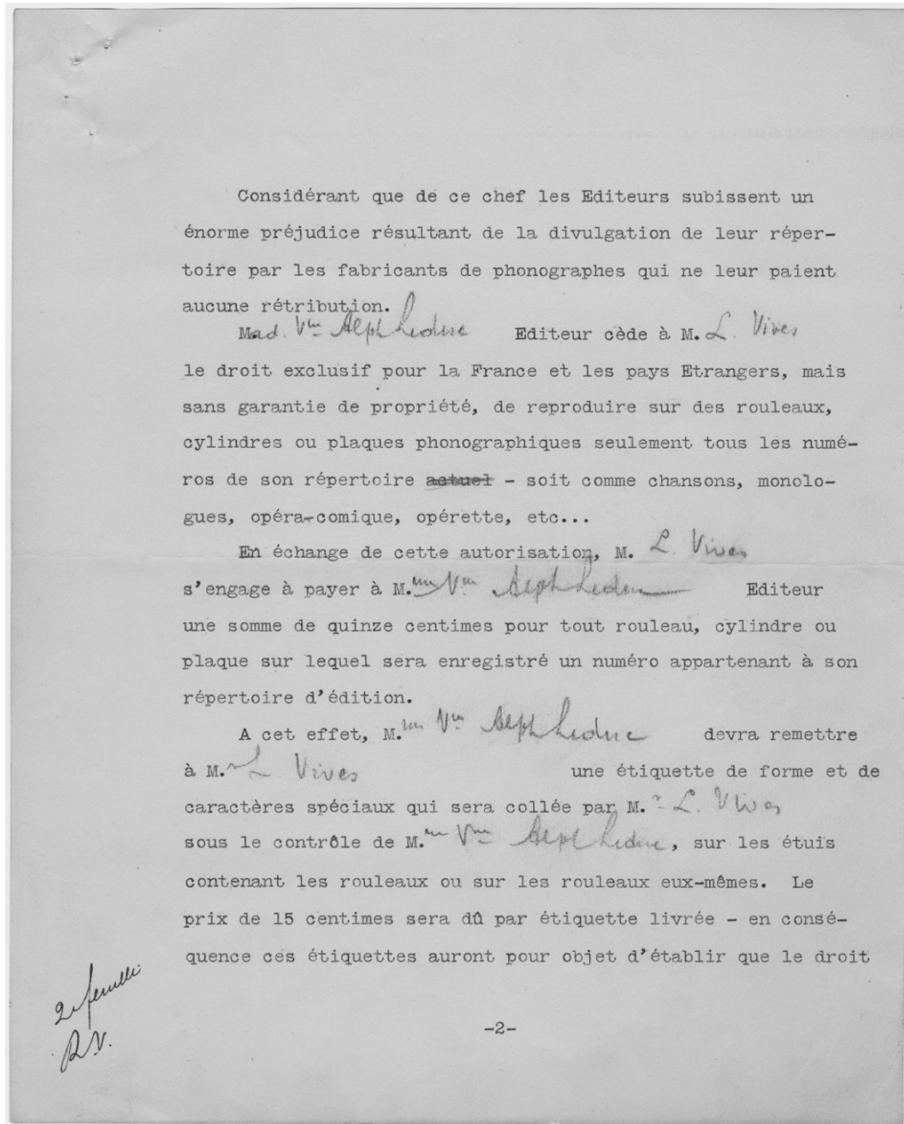 Considérant que de ce chef les Editeurs subissent un
énorme préjudice résultant de la divulgation de leur réper-
toire par les fabricants de phonographes qui ne leur paient
aucune rétribution.
Mad. Vve Alph Leduc Editeur cède à M. L. Vives
le droit exclusif pour la France et les pays Etrangers, mais
sans garantie de propriété, de reproduire sur des rouleaux,
cylindres ou plaques phonographiques seulement tous les numé-
ros de son répertoire actuel - soit comme chansons, monolo-
gues, opéra-comique, opérette, etc...
En échange de cette autorisation, M. L. Vives
s'engage à payer à M.me Vve Alph Leduc Editeur
une somme de quinze centimes pour tout rouleau, cylindre ou
plaque sur lequel sera enregistré un numéro appartenant à son
répertoire d'édition.
A cet effet, M.me Vve Alph Leduc devra remettre
à M. L. Vives une étiquette de forme et de
caractères spéciaux qui sera collée par M. L. Vives
sous le contrôle de M.me Vve Alph Leduc, sur les étuis
contenant les rouleaux ou sur les rouleaux eux-mêmes. Le
prix de 15 centimes sera dû par étiquette livrée - en consé-
quence ces étiquettes auront pour objet d'établir que le droit
2e feuille
R.V.
-2-